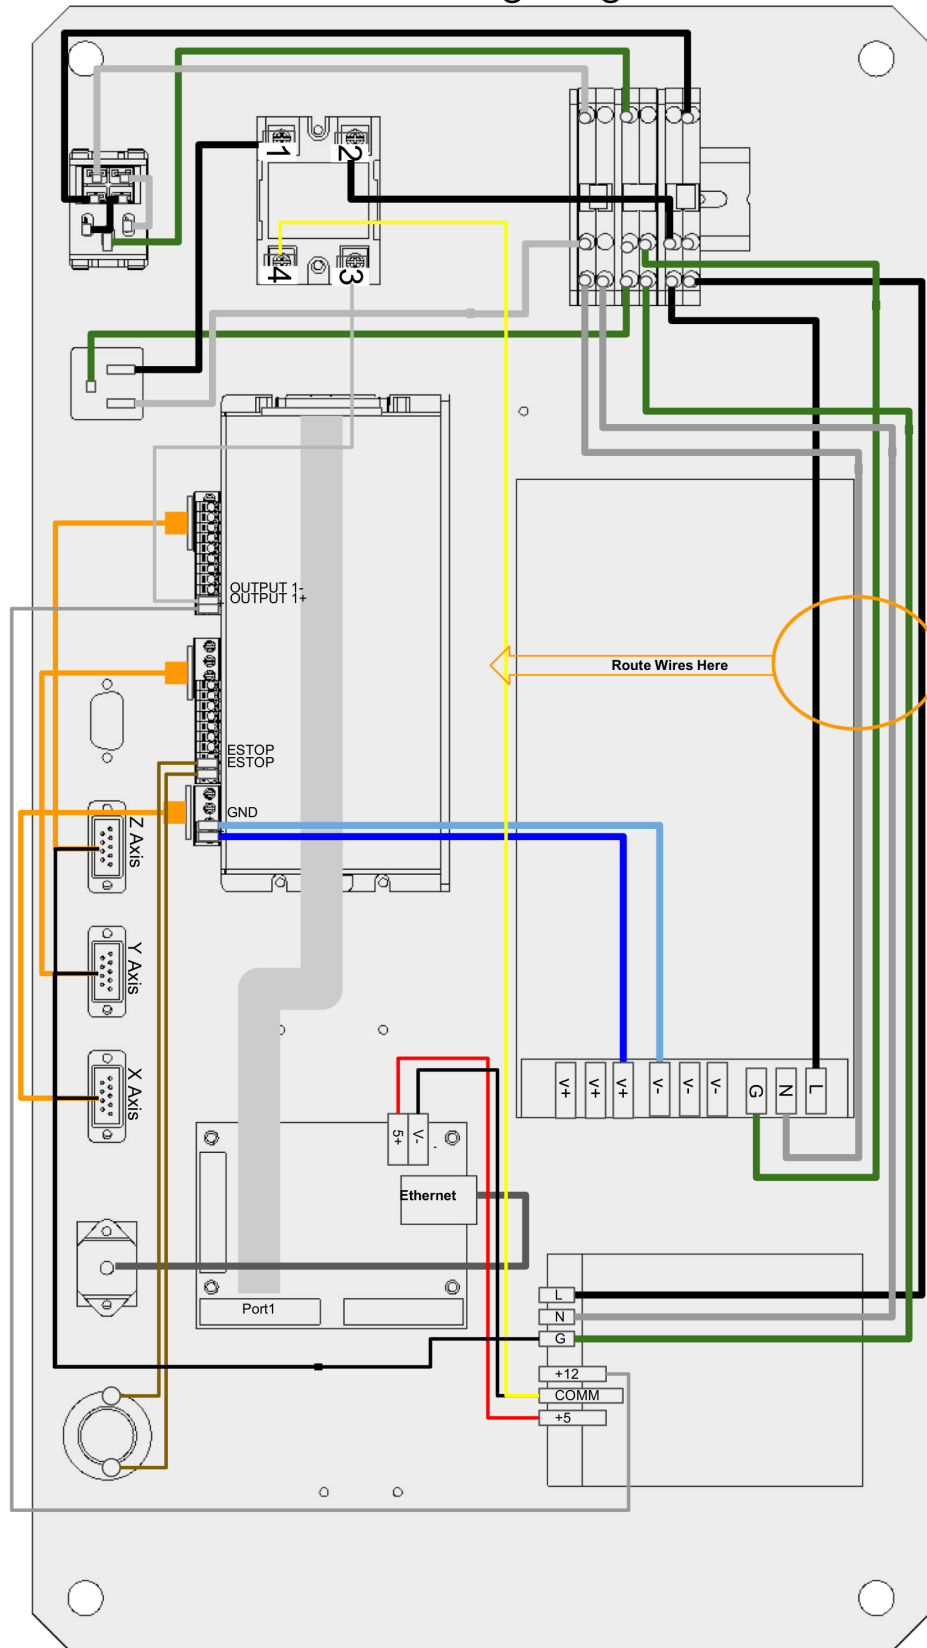 1
2
4
3
OUTPUT 1-
OUTPUT 1+
Route Wires Here
ESTOP
ESTOP
GND
Z Axis
Y Axis
X Axis
V+
V+
V+
V-
V-
V-
G
N
L
5+
V-
Ethernet
Port1
L
N
G
+12
COMM
+5